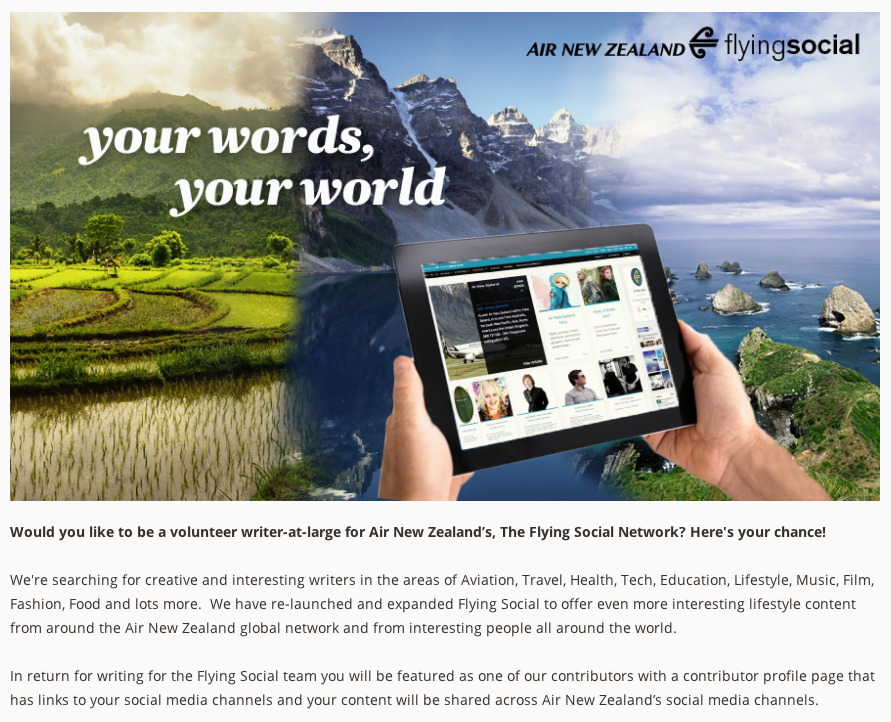 AIR NEW ZEALAND flyingsocial
your words,
your world
Air New Zealand
View Articles
Would you like to be a volunteer writer-at-large for Air New Zealand’s, The Flying Social Network? Here's your chance!
We're searching for creative and interesting writers in the areas of Aviation, Travel, Health, Tech, Education, Lifestyle, Music, Film,
Fashion, Food and lots more.  We have re-launched and expanded Flying Social to offer even more interesting lifestyle content
from around the Air New Zealand global network and from interesting people all around the world.
In return for writing for the Flying Social team you will be featured as one of our contributors with a contributor profile page that
has links to your social media channels and your content will be shared across Air New Zealand’s social media channels.